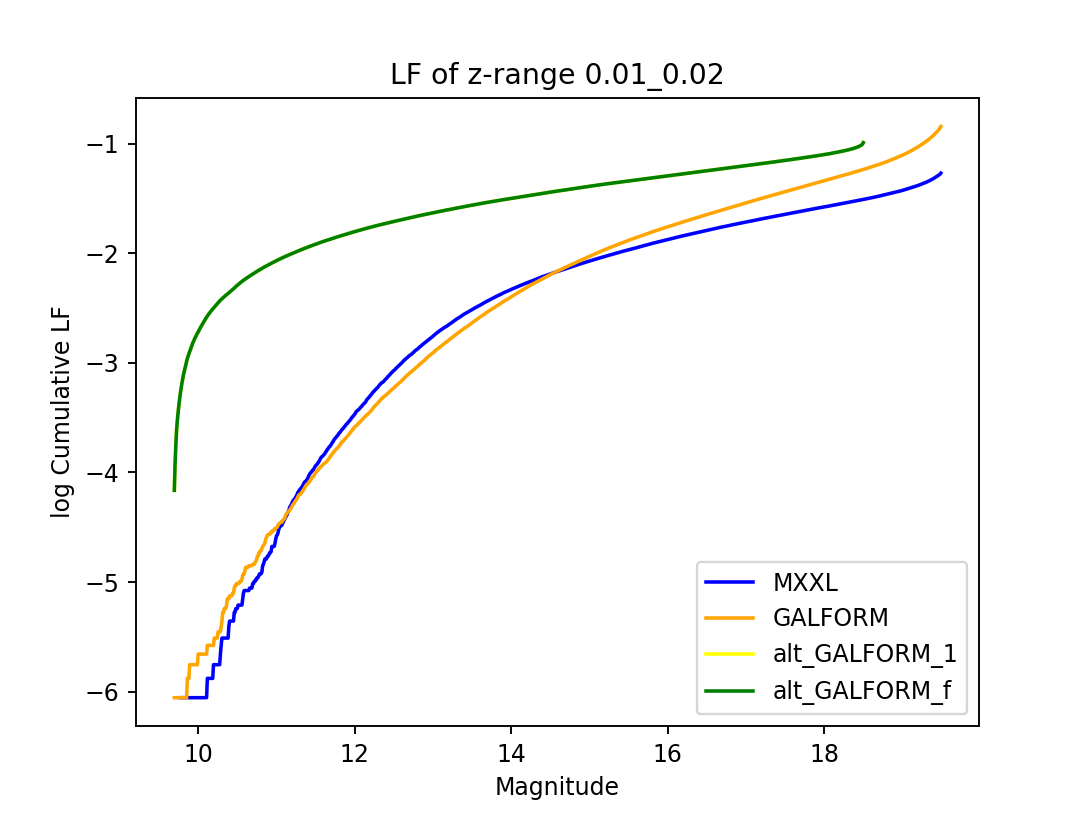 LF of z-range 0.01_0.02
−1
−2
−3
−4
−5
−6
log Cumulative LF
MXXL
GALFORM
alt_GALFORM_1
alt_GALFORM_f
10 12 14 16 18
Magnitude